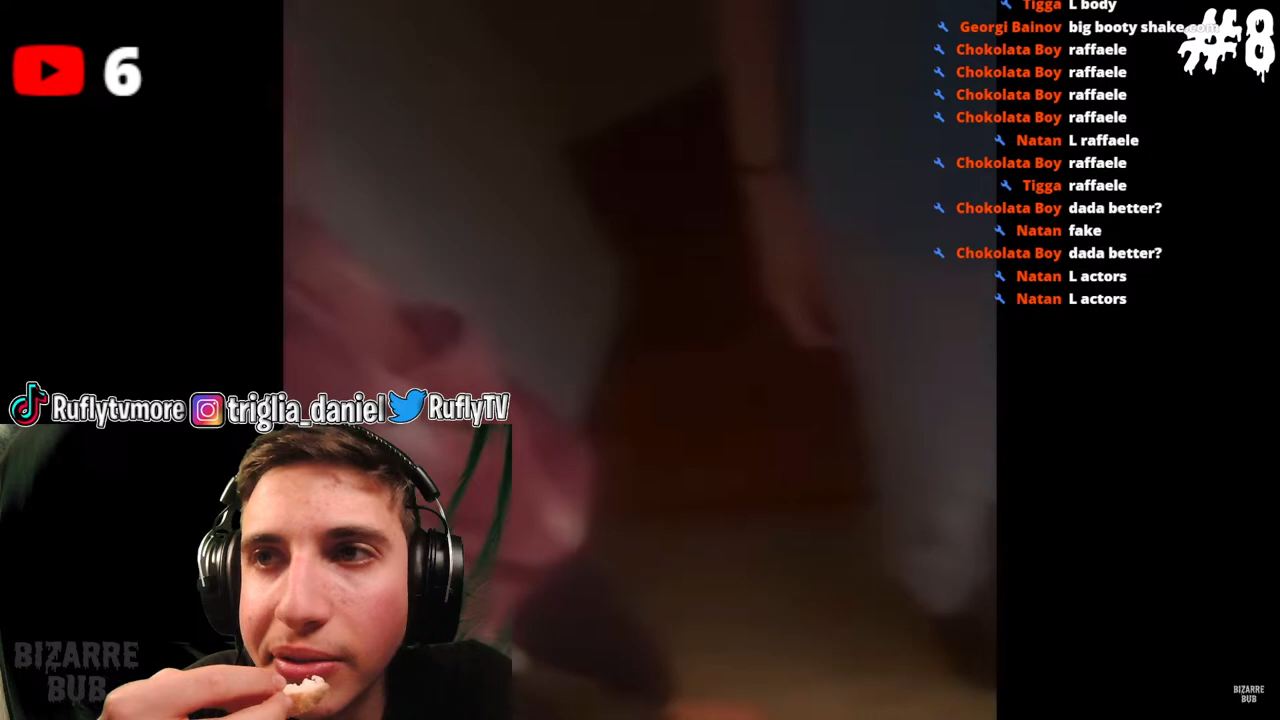 6
#8
Tigga L body
Georgi Bainov big booty shake.com
Chokolata Boy raffaele
Chokolata Boy raffaele
Chokolata Boy raffaele
Chokolata Boy raffaele
Natan L raffaele
Chokolata Boy raffaele
Tigga raffaele
Chokolata Boy dada better?
Natan fake
Chokolata Boy dada better?
Natan L actors
Natan L actors
Ruflytvmore triglia_daniel RuflyTV
BIZARRE
BUB
BIZARRE
BUB